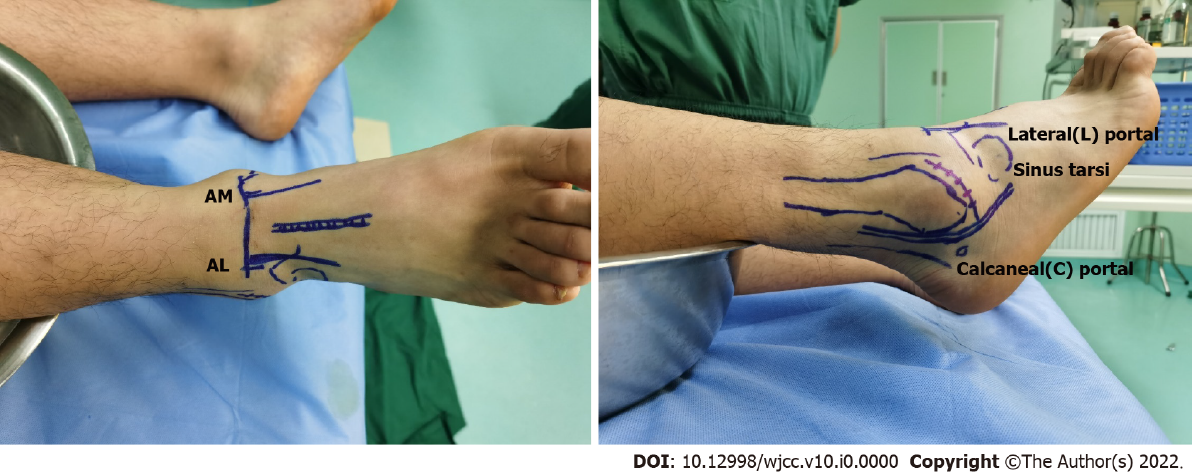 AM
AL
Lateral(L) portal
Sinus tarsi
Calcaneal(C) portal
DOI: 10.12998/wjcc.v10.i0.0000 Copyright ©The Author(s) 2022.